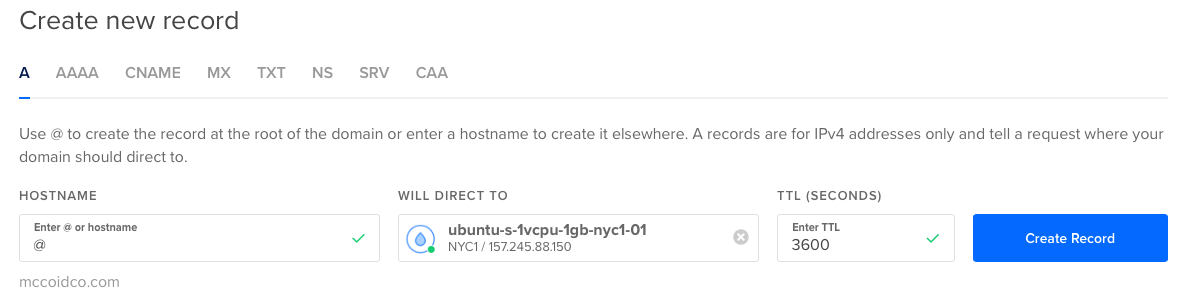 Create new record
A AAAA CNAME MX TXT NS SRV CAA
Use @ to create the record at the root of the domain or enter a hostname to create it elsewhere. A records are for IPv4 addresses only and tell a request where your
domain should direct to.
HOSTNAME WILL DIRECT TO TTL (SECONDS)
Enter @ or hostname
@
ubuntu-s-1vcpu-1gb-nyc1-01
NYC1 / 157.245.88.150
Enter TTL
3600
Create Record
mccoidco.com